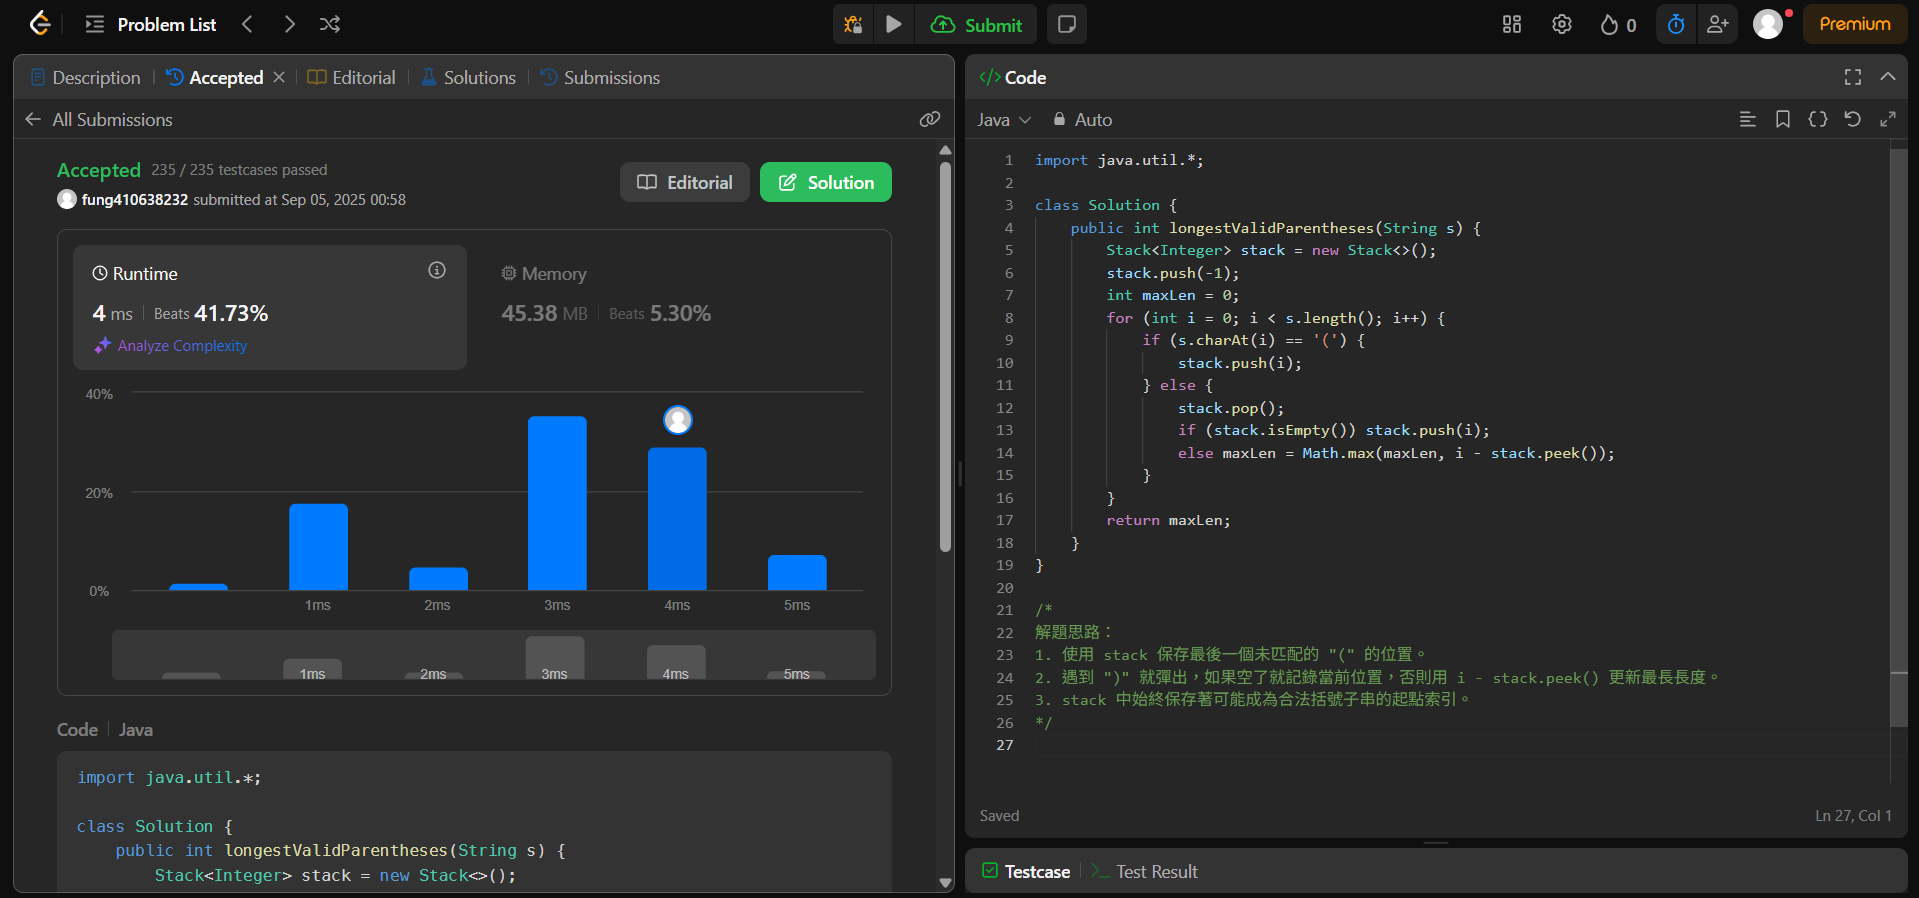 Problem List
Submit
0
Premium
Description
Accepted
Editorial
Solutions
Submissions
All Submissions
Accepted 235 / 235 testcases passed
fung410638232 submitted at Sep 05, 2025 00:58
Editorial
Solution
Runtime
4 ms Beats 41.73%
Analyze Complexity
Memory
45.38 MB Beats 5.30%
40%
20%
0%
1ms 2ms 3ms 4ms 5ms
1ms 2ms 3ms 4ms 5ms
Code Java
import java.util.*;
class Solution {
public int longestValidParentheses(String s) {
Stack<Integer> stack = new Stack<>();
Code
Java Auto
1 import java.util.*;
2
3 class Solution {
4 public int longestValidParentheses(String s) {
5 Stack<Integer> stack = new Stack<>();
6 stack.push(-1);
7 int maxLen = 0;
8 for (int i = 0; i < s.length(); i++) {
9 if (s.charAt(i) == '(') {
10 stack.push(i);
11 } else {
12 stack.pop();
13 if (stack.isEmpty()) stack.push(i);
14 else maxLen = Math.max(maxLen, i - stack.peek());
15 }
16 }
17 return maxLen;
18 }
19 }
20
21 /*
22 解題思路：
23 1. 使用 stack 保存最後一個未匹配的 "(" 的位置。
24 2. 遇到 ")" 就彈出，如果空了就記錄當前位置，否則用 i - stack.peek() 更新最長長度。
25 3. stack 中始終保存著可能成為合法括號子串的起點索引。
26 */
27
Saved
Ln 27, Col 1
Testcase
Test Result